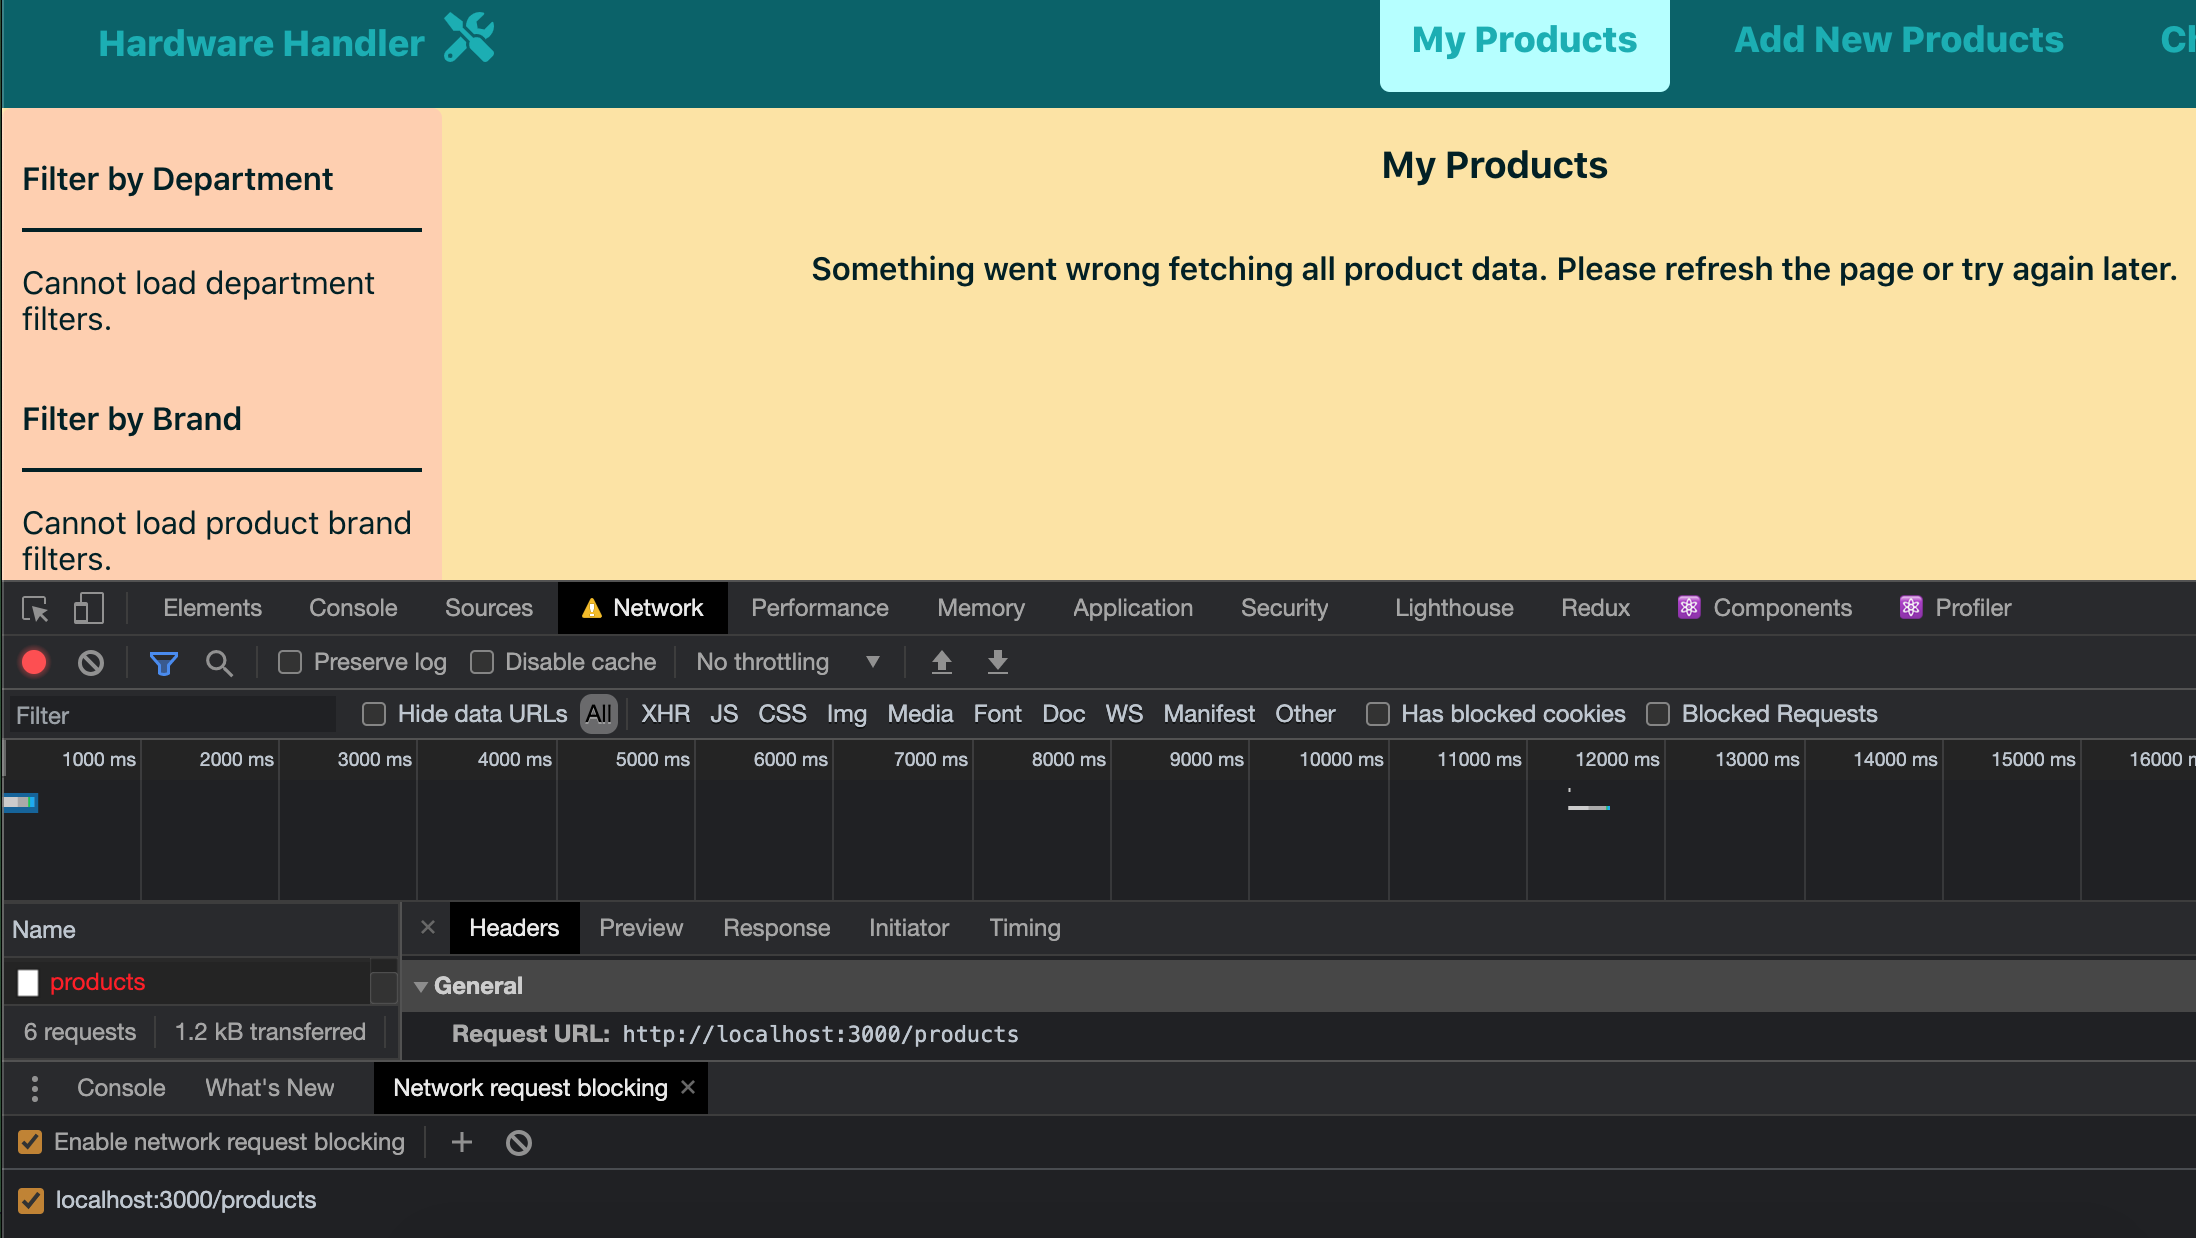 Hardware Handler
My Products
Add New Products
Filter by Department
Cannot load department
filters.
Filter by Brand
Cannot load product brand
filters.
My Products
Something went wrong fetching all product data. Please refresh the page or try again later.
Elements Console Sources Network Performance Memory Application Security Lighthouse Redux Components Profiler
Preserve log Disable cache No throttling
Filter Hide data URLs All XHR JS CSS Img Media Font Doc WS Manifest Other Has blocked cookies Blocked Requests
1000 ms 2000 ms 3000 ms 4000 ms 5000 ms 6000 ms 7000 ms 8000 ms 9000 ms 10000 ms 11000 ms 12000 ms 13000 ms 14000 ms 15000 ms 16000
Name
products
6 requests 1.2 kB transferred
Headers Preview Response Initiator Timing
General
Request URL: http://localhost:3000/products
Console What's New Network request blocking
Enable network request blocking
localhost:3000/products